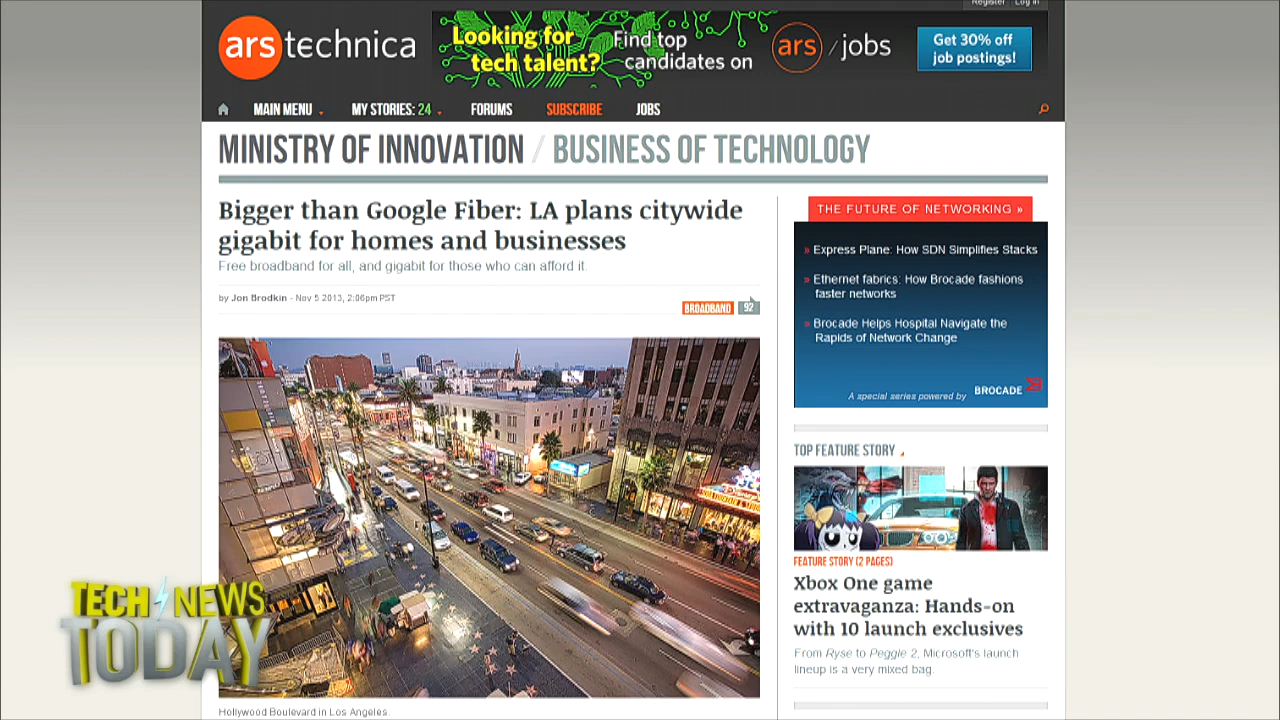 Register Log in
ars technica
Looking for
tech talent?
Find top
candidates on
ars / jobs
Get 30% off
job postings!
MAIN MENU
MY STORIES: 24
FORUMS
SUBSCRIBE
JOBS
MINISTRY OF INNOVATION / BUSINESS OF TECHNOLOGY
Bigger than Google Fiber: LA plans citywide
gigabit for homes and businesses
Free broadband for all, and gigabit for those who can afford it.
by Jon Brodkin - Nov 5 2013, 2:06pm PST
BROADBAND 92
Hollywood Boulevard in Los Angeles.
THE FUTURE OF NETWORKING »
» Express Plane: How SDN Simplifies Stacks
» Ethernet fabrics: How Brocade fashions
faster networks
» Brocade Helps Hospital Navigate the
Rapids of Network Change
A special series powered by BROCADE
TOP FEATURE STORY
FEATURE STORY (2 PAGES)
Xbox One game
extravaganza: Hands-on
with 10 launch exclusives
From Ryse to Peggle 2, Microsoft's launch
lineup is a very mixed bag.
TECH NEWS
TODAY